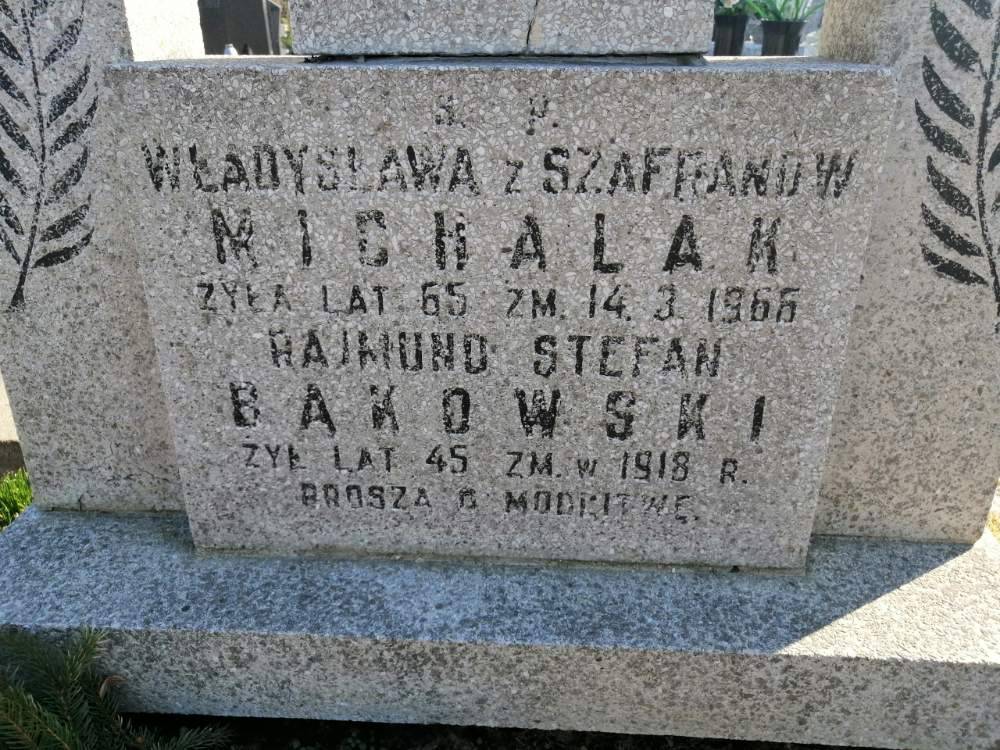 Ś. P.
WŁADYSŁAWA z SZAFRANÓW
MICHALAK
ŻYŁA LAT 65 ZM. 14. 3. 1966
RAJMUND STEFAN
BAKOWSKI
ŻYŁ LAT 45 ZM. w 1918 R.
PROSZĄ O MODLITWĘ.